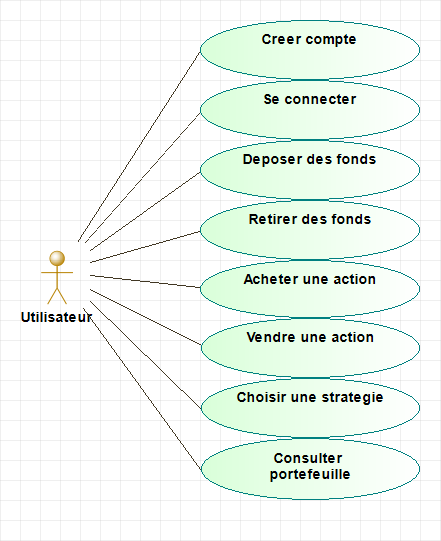 Creer compte
Se connecter
Deposer des fonds
Retirer des fonds
Acheter une action
Utilisateur
Vendre une action
Choisir une strategie
Consulter
portefeuille